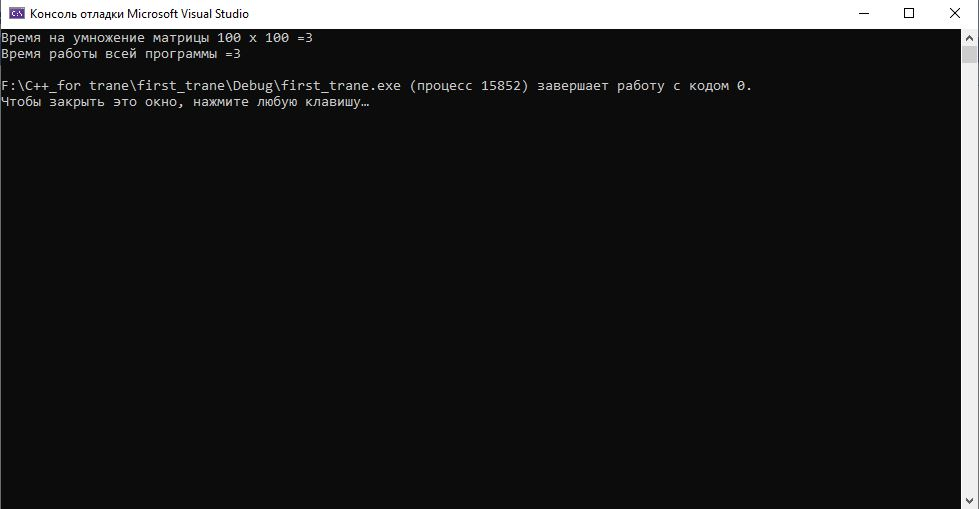 Консоль отладки Microsoft Visual Studio
Время на умножение матрицы 100 x 100 =3
Время работы всей программы =3
F:\C++_for trane\first_trane\Debug\first_trane.exe (процесс 15852) завершает работу с кодом 0.
Чтобы закрыть это окно, нажмите любую клавишу…